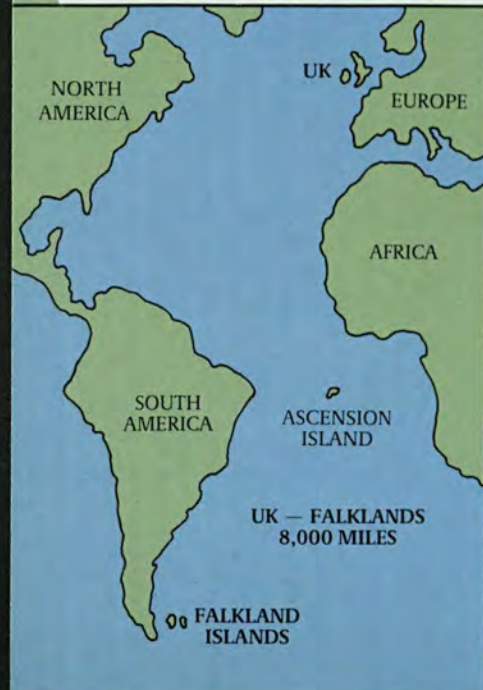 UK
NORTH
AMERICA
EUROPE
AFRICA
SOUTH
AMERICA
ASCENSION
ISLAND
UK — FALKLANDS
8,000 MILES
FALKLAND
ISLANDS